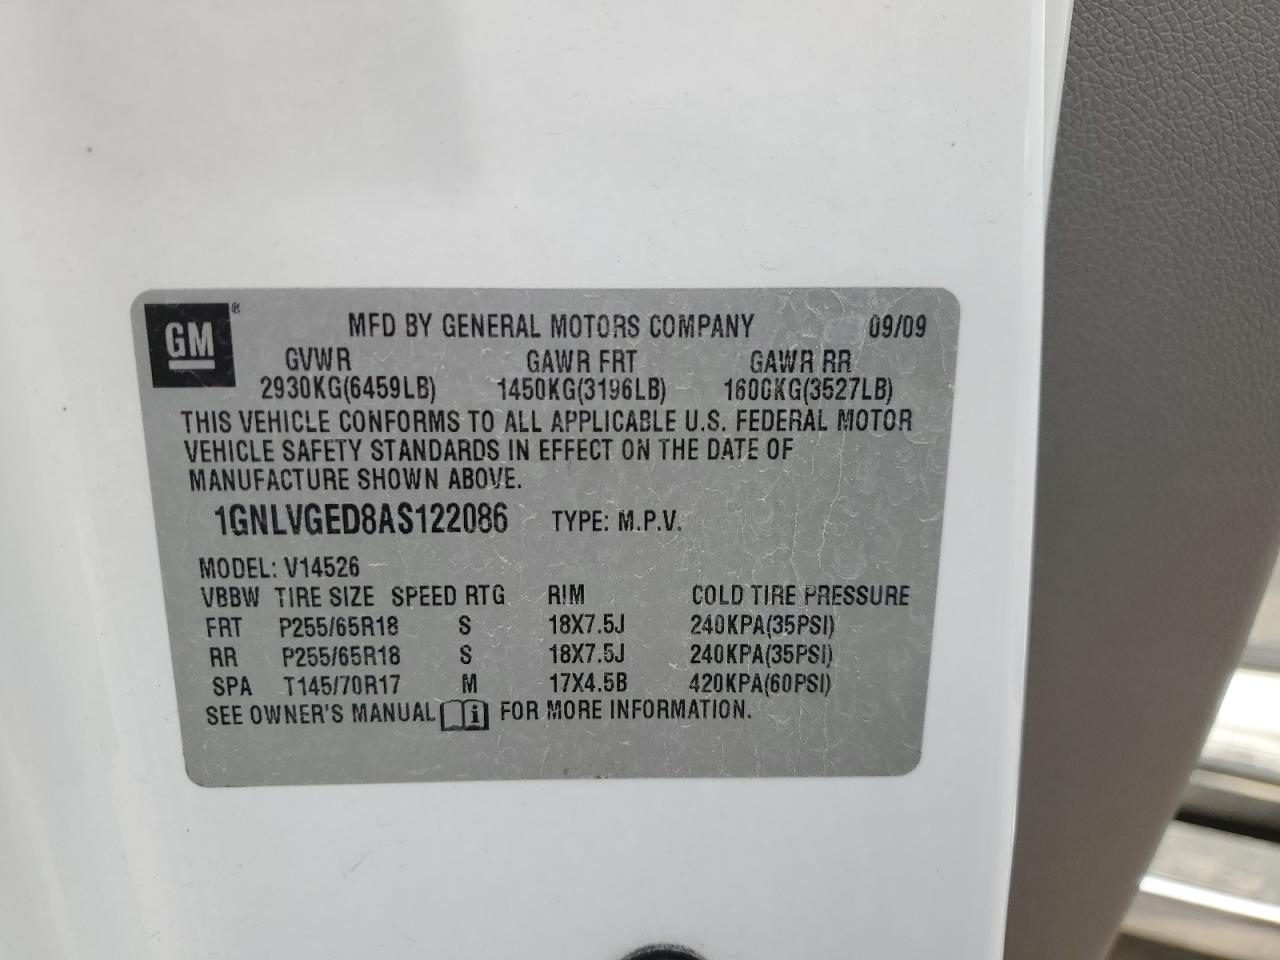 GM®
MFD BY GENERAL MOTORS COMPANY 09/09
GVWR GAWR FRT GAWR RR
2930KG(6459LB) 1450KG(3196LB) 1600KG(3527LB)
THIS VEHICLE CONFORMS TO ALL APPLICABLE U.S. FEDERAL MOTOR
VEHICLE SAFETY STANDARDS IN EFFECT ON THE DATE OF
MANUFACTURE SHOWN ABOVE.
1GNLVGED8AS122086 TYPE: M.P.V.
MODEL: V14526
VBBW TIRE SIZE SPEED RTG RIM COLD TIRE PRESSURE
FRT P255/65R18 S 18X7.5J 240KPA(35PSI)
RR P255/65R18 S 18X7.5J 240KPA(35PSI)
SPA T145/70R17 M 17X4.5B 420KPA(60PSI)
SEE OWNER'S MANUAL i FOR MORE INFORMATION.